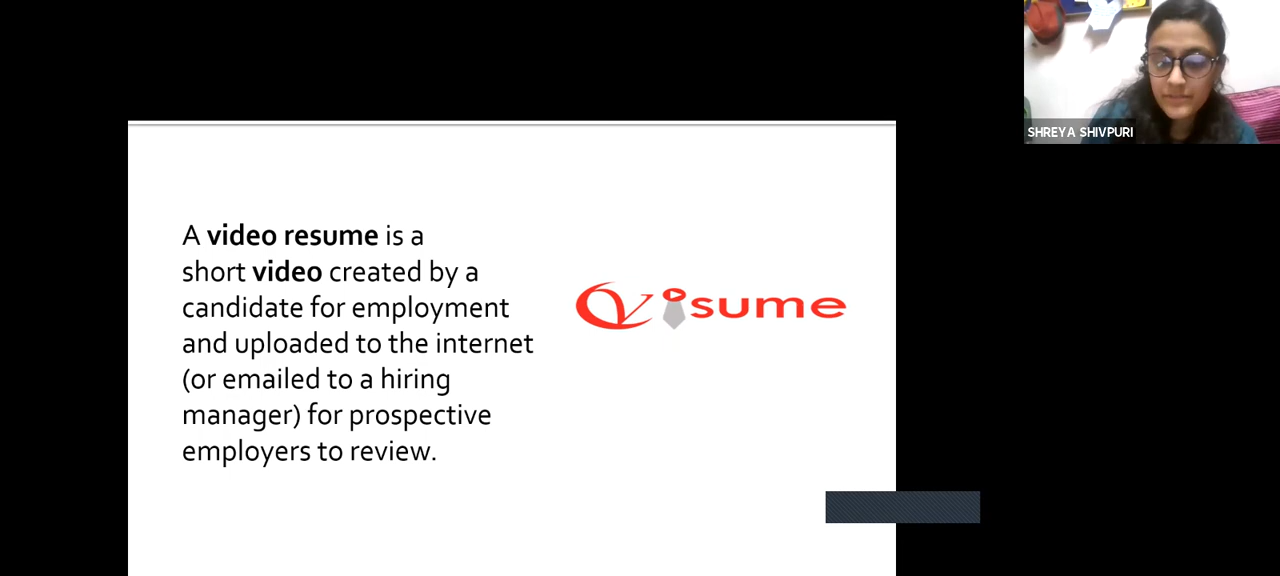 SHREYA SHIVPURI
A video resume is a
short video created by a
candidate for employment
and uploaded to the internet
(or emailed to a hiring
manager) for prospective
employers to review.
Visume